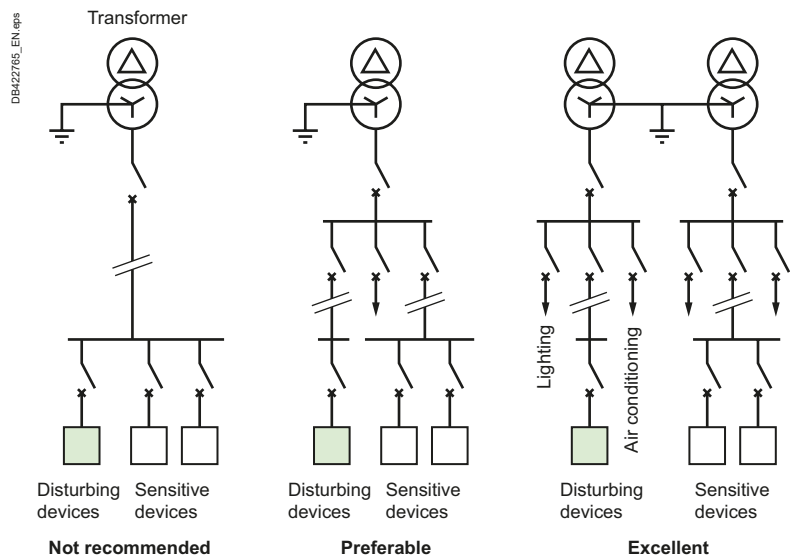 DB422765_EN.eps
Transformer
Lighting
Air conditioning
Disturbing
devices
Sensitive
devices
Disturbing
devices
Sensitive
devices
Disturbing
devices
Sensitive
devices
Not recommended
Preferable
Excellent